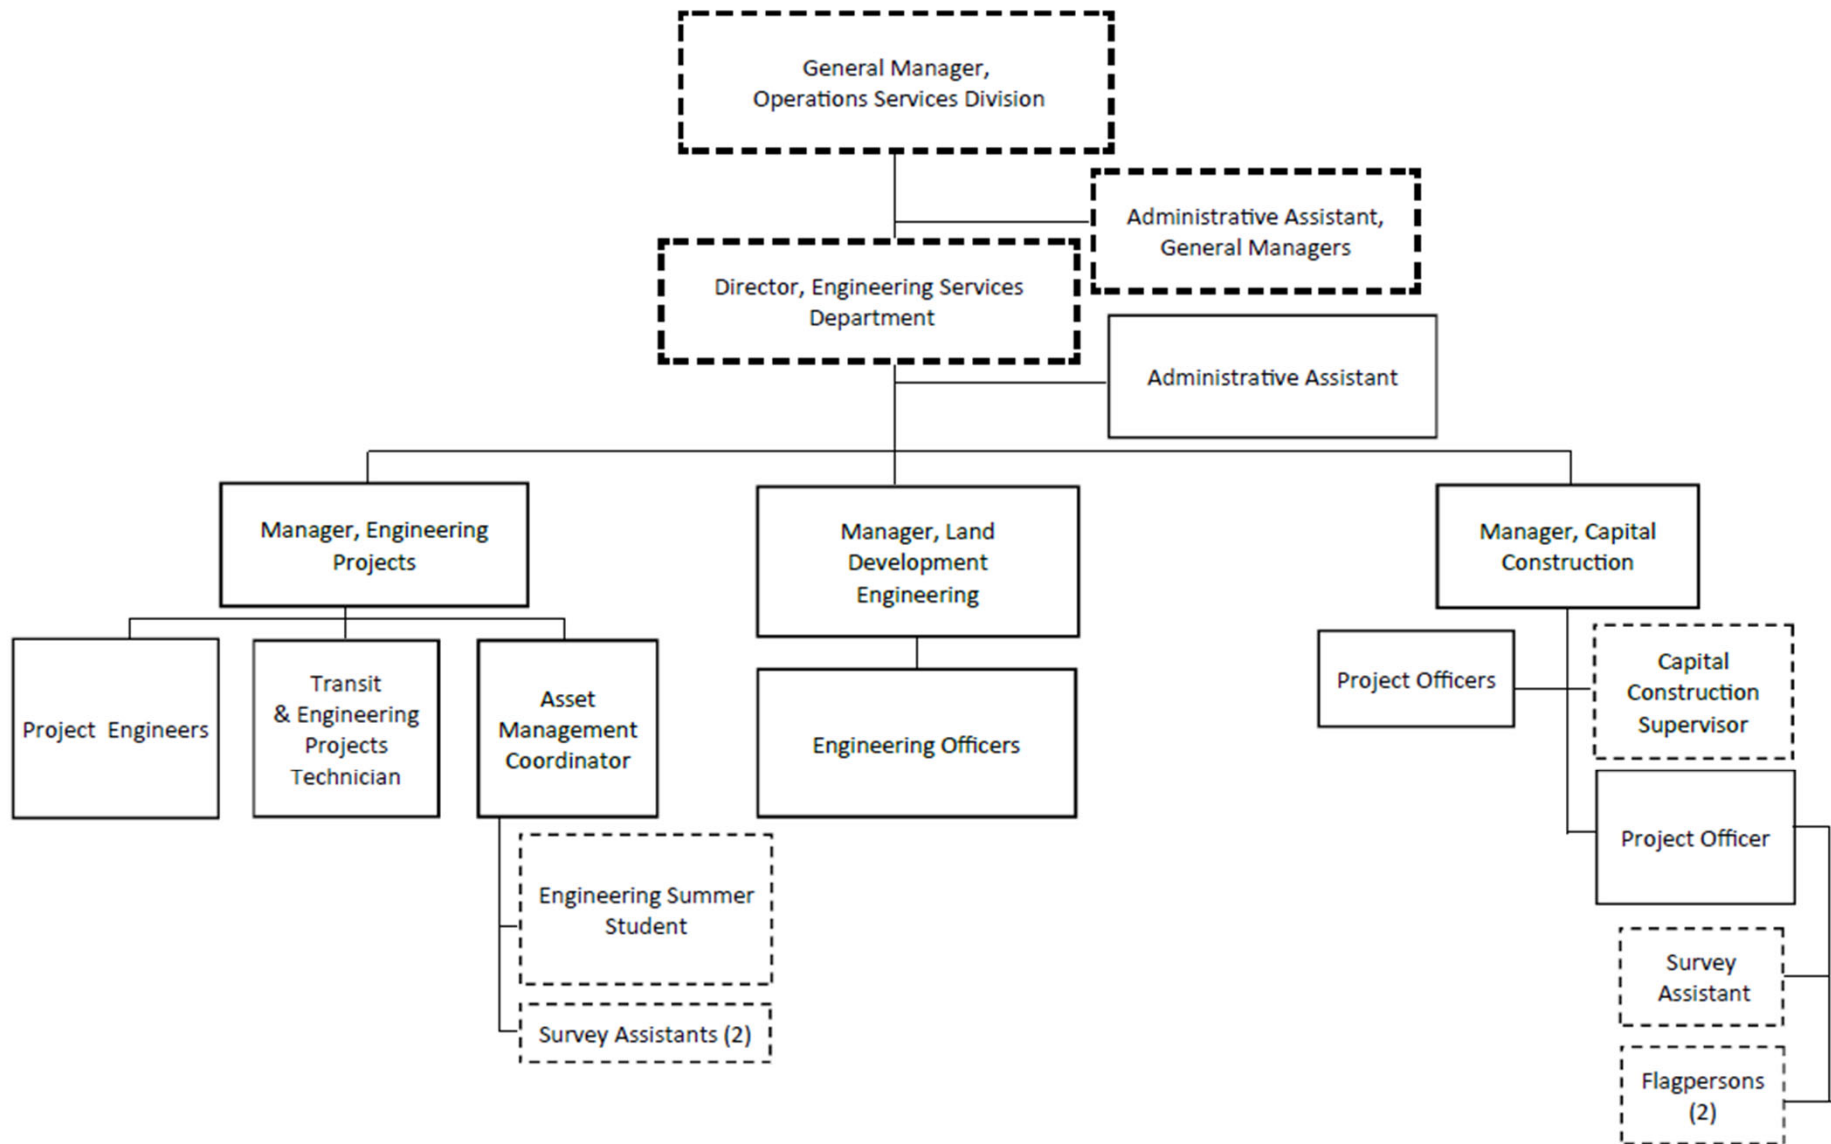 General Manager,
Operations Services Division
Administrative Assistant,
General Managers
Director, Engineering Services
Department
Administrative Assistant
Manager, Engineering
Projects
Manager, Land
Development
Engineering
Manager, Capital
Construction
Project Engineers
Transit
& Engineering
Projects
Technician
Asset
Management
Coordinator
Engineering Officers
Project Officers
Capital
Construction
Supervisor
Project Officer
Engineering Summer
Student
Survey Assistants (2)
Survey
Assistant
Flagpersons
(2)